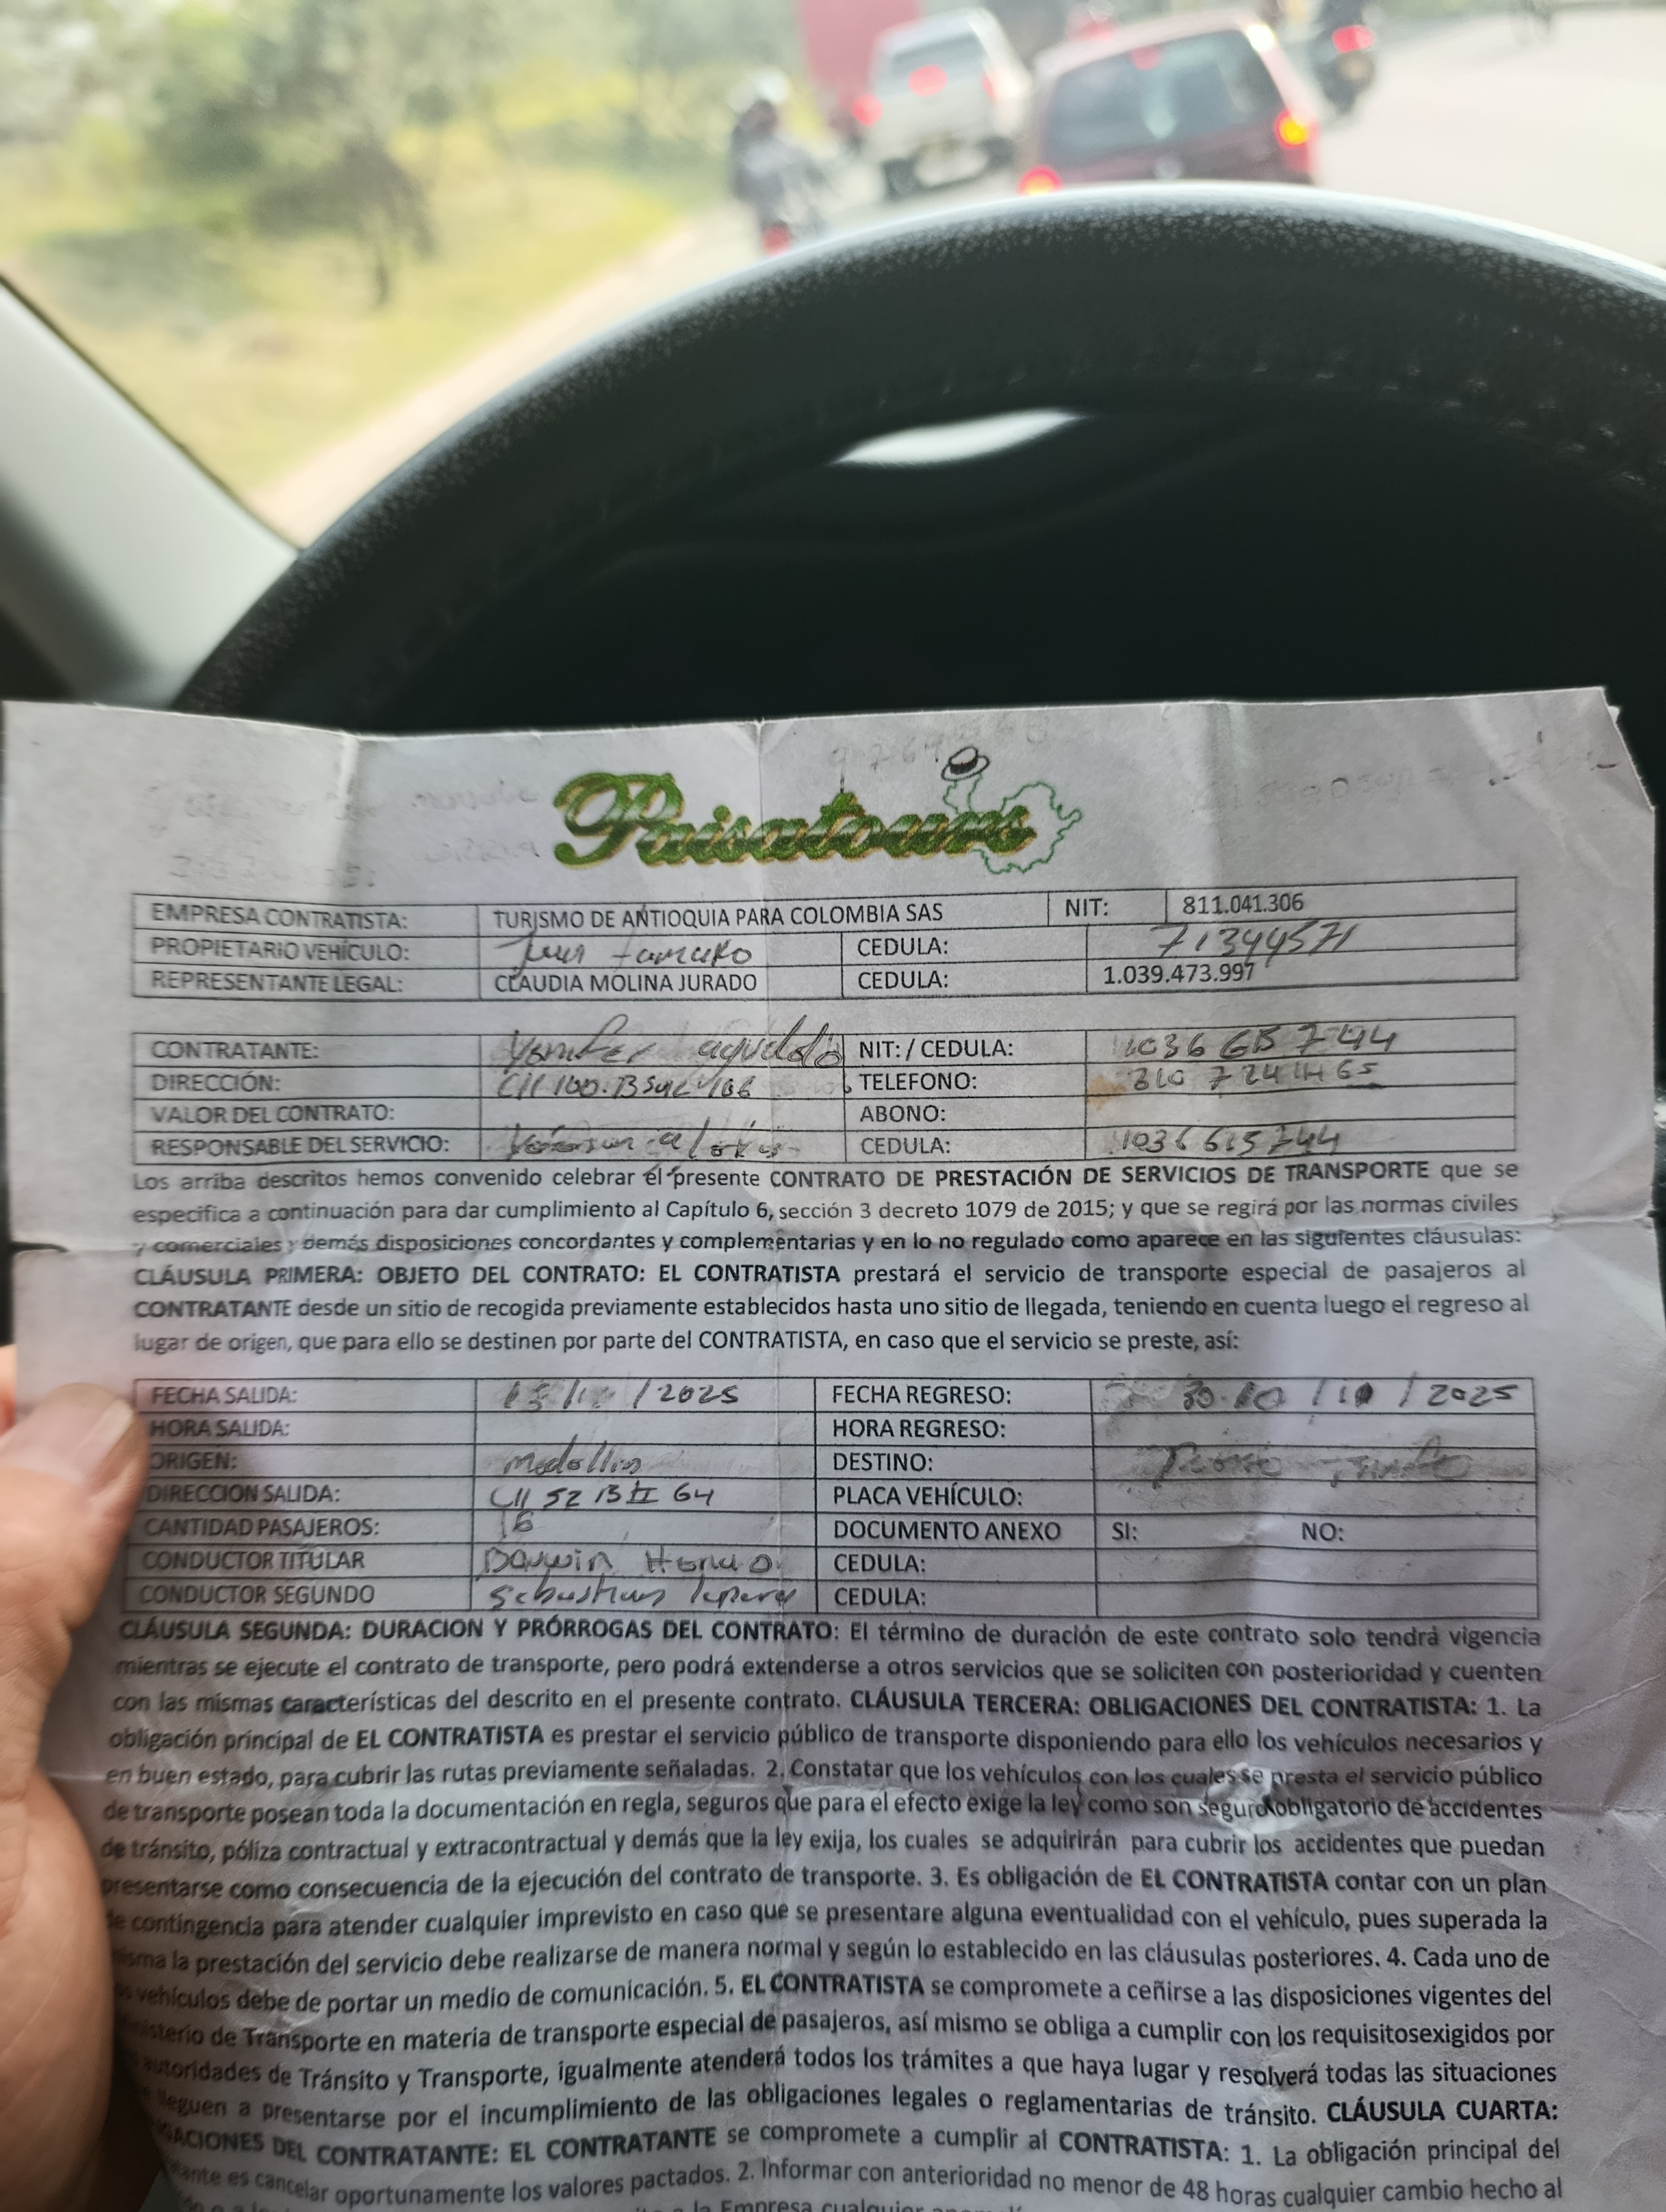 Paisatours
EMPRESA CONTRATISTA: TURISMO DE ANTIOQUIA PARA COLOMBIA SAS NIT: 811.041.306
PROPIETARIO VEHÍCULO: CEDULA: 71344571
REPRESENTANTE LEGAL: CLAUDIA MOLINA JURADO CEDULA: 1.039.473.997
CONTRATANTE: agudelo NIT: / CEDULA:
DIRECCIÓN: TELEFONO:
VALOR DEL CONTRATO: ABONO:
RESPONSABLE DEL SERVICIO: CEDULA: 1036615744
Los arriba descritos hemos convenido celebrar el presente CONTRATO DE PRESTACIÓN DE SERVICIOS DE TRANSPORTE que se
especifica a continuación para dar cumplimiento al Capítulo 6, sección 3 decreto 1079 de 2015; y que se regirá por las normas civiles
y comerciales y demás disposiciones concordantes y complementarias y en lo no regulado como aparece en las siguientes cláusulas:
CLÁUSULA PRIMERA: OBJETO DEL CONTRATO: EL CONTRATISTA prestará el servicio de transporte especial de pasajeros al
CONTRATANTE desde un sitio de recogida previamente establecidos hasta uno sitio de llegada, teniendo en cuenta luego el regreso al
lugar de origen, que para ello se destinen por parte del CONTRATISTA, en caso que el servicio se preste, así:
FECHA SALIDA: /2025 FECHA REGRESO: /2025
HORA SALIDA: HORA REGRESO:
ORIGEN: Medellin DESTINO:
DIRECCION SALIDA: Cll 52 64 PLACA VEHÍCULO:
CANTIDAD PASAJEROS: 16 DOCUMENTO ANEXO SI: NO:
CONDUCTOR TITULAR Darwin CEDULA:
CONDUCTOR SEGUNDO Sebastian CEDULA:
CLÁUSULA SEGUNDA: DURACION Y PRÓRROGAS DEL CONTRATO: El término de duración de este contrato solo tendrá vigencia
mientras se ejecute el contrato de transporte, pero podrá extenderse a otros servicios que se soliciten con posterioridad y cuenten
con las mismas características del descrito en el presente contrato. CLÁUSULA TERCERA: OBLIGACIONES DEL CONTRATISTA: 1. La
obligación principal de EL CONTRATISTA es prestar el servicio público de transporte disponiendo para ello los vehículos necesarios y
en buen estado, para cubrir las rutas previamente señaladas. 2. Constatar que los vehículos con los cuales se presta el servicio público
de transporte posean toda la documentación en regla, seguros que para el efecto exige la ley como son seguro obligatorio de accidentes
de tránsito, póliza contractual y extracontractual y demás que la ley exija, los cuales se adquirirán para cubrir los accidentes que puedan
presentarse como consecuencia de la ejecución del contrato de transporte. 3. Es obligación de EL CONTRATISTA contar con un plan
de contingencia para atender cualquier imprevisto en caso que se presentare alguna eventualidad con el vehículo, pues superada la
misma la prestación del servicio debe realizarse de manera normal y según lo establecido en las cláusulas posteriores. 4. Cada uno de
vehículos debe de portar un medio de comunicación. 5. EL CONTRATISTA se compromete a ceñirse a las disposiciones vigentes del
de Transporte en materia de transporte especial de pasajeros, así mismo se obliga a cumplir con los requisitosexigidos por
autoridades de Tránsito y Transporte, igualmente atenderá todos los trámites a que haya lugar y resolverá todas las situaciones
lleguen a presentarse por el incumplimiento de las obligaciones legales o reglamentarias de tránsito. CLÁUSULA CUARTA:
DEL CONTRATANTE: EL CONTRATANTE se compromete a cumplir al CONTRATISTA: 1. La obligación principal del
es cancelar oportunamente los valores pactados. 2. Informar con anterioridad no menor de 48 horas cualquier cambio hecho al
la Empresa cualquier